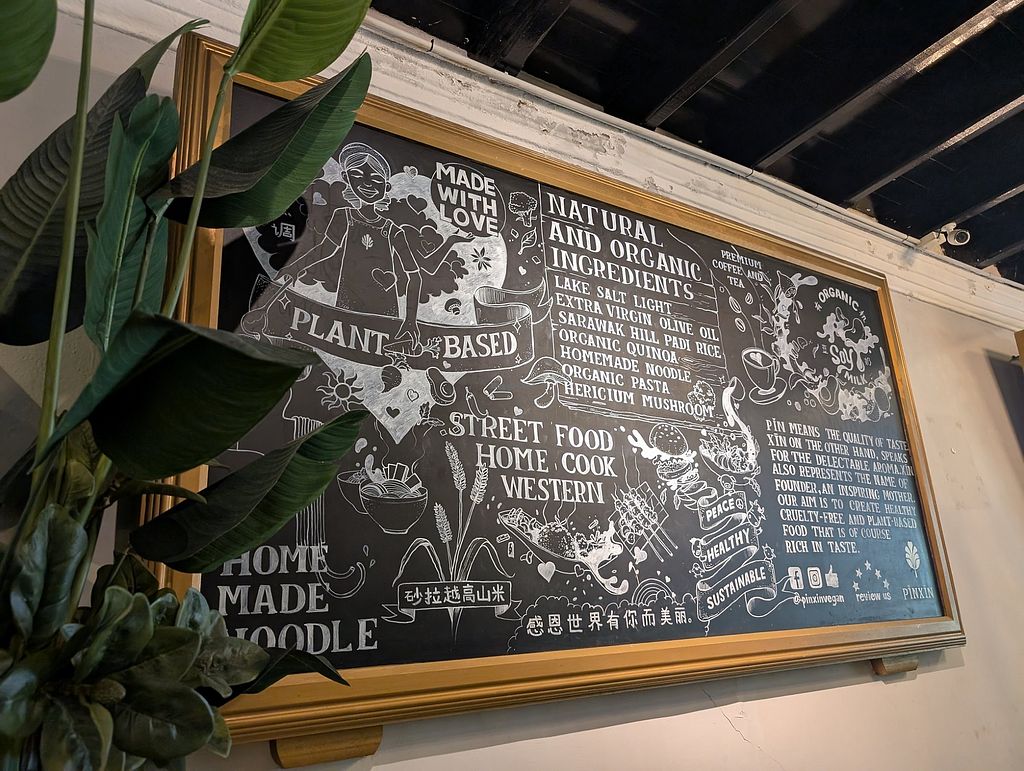 调
MADE
WITH
LOVE
PLANT BASED
NATURAL
AND ORGANIC
INGREDIENTS
LAKE SALT LIGHT
EXTRA VIRGIN OLIVE OIL
SARAWAK HILL PADI RICE
ORGANIC QUINOA
HOMEMADE NOODLE
ORGANIC PASTA
HERICIUM MUSHROOM
PREMIUM
COFFEE AND
TEA
ORGANIC
SOY
MILK
STREET FOOD
HOME COOK
WESTERN
HOME
MADE
NOODLE
砂拉越高山米
感恩世界有你而美丽。
PEACE
HEALTHY
SUSTAINABLE
PIN MEANS THE QUALITY OF TASTE
XIN ON THE OTHER HAND, SPEAKS
FOR THE DELECTABLE AROMA.XIN
ALSO REPRESENTS THE NAME OF
FOUNDER, AN INSPIRING MOTHER.
OUR AIM IS TO CREATE HEALTHY
CRUELTY-FREE AND PLANT-BASED
FOOD THAT IS OF COURSE
RICH IN TASTE.
@pinxinvegan
review us
PINXIN